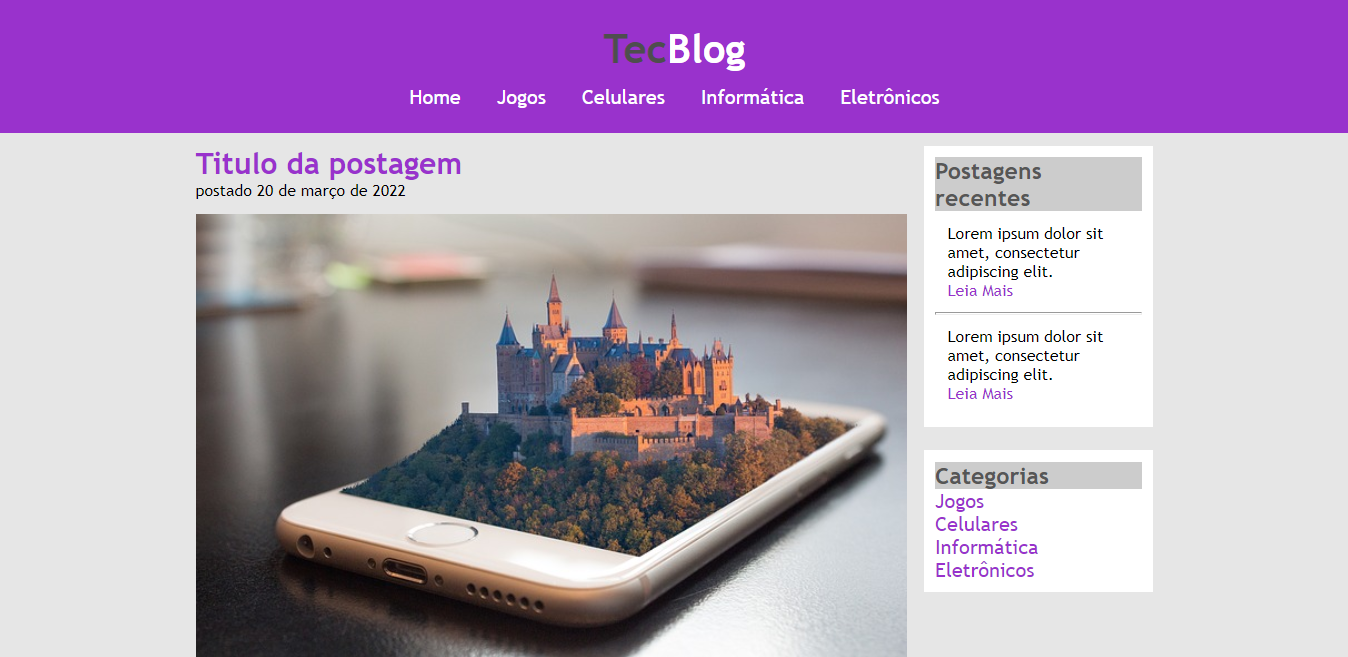 TecBlog
Home Jogos Celulares Informática Eletrônicos
Titulo da postagem
postado 20 de março de 2022
Postagens
recentes
Lorem ipsum dolor sit
amet, consectetur
adipiscing elit.
Leia Mais
Lorem ipsum dolor sit
amet, consectetur
adipiscing elit.
Leia Mais
Categorias
Jogos
Celulares
Informática
Eletrônicos